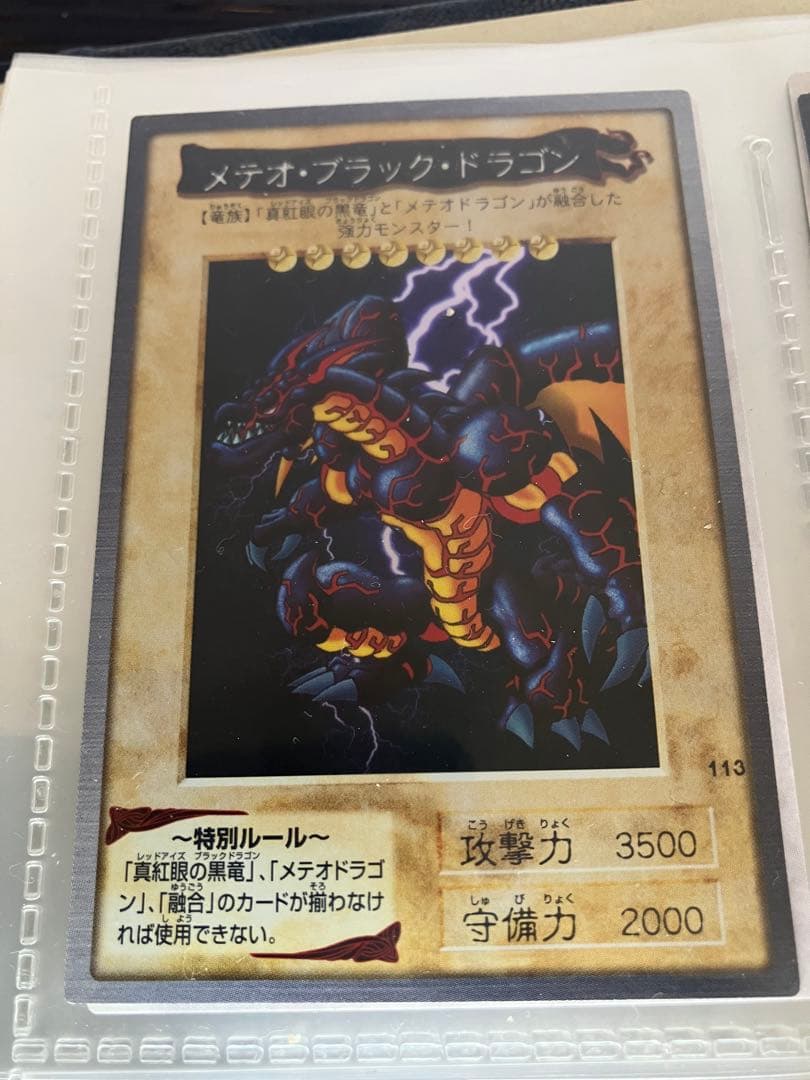 メテオ・ブラック・ドラゴン
【竜族】「真紅眼の黒竜」と「メテオドラゴン」が融合した
強力モンスター！
113
～特別ルール～
「真紅眼の黒竜」、「メテオドラゴ
ン」、「融合」のカードが揃わなけ
れば使用できない。
攻撃力 3500
守備力 2000